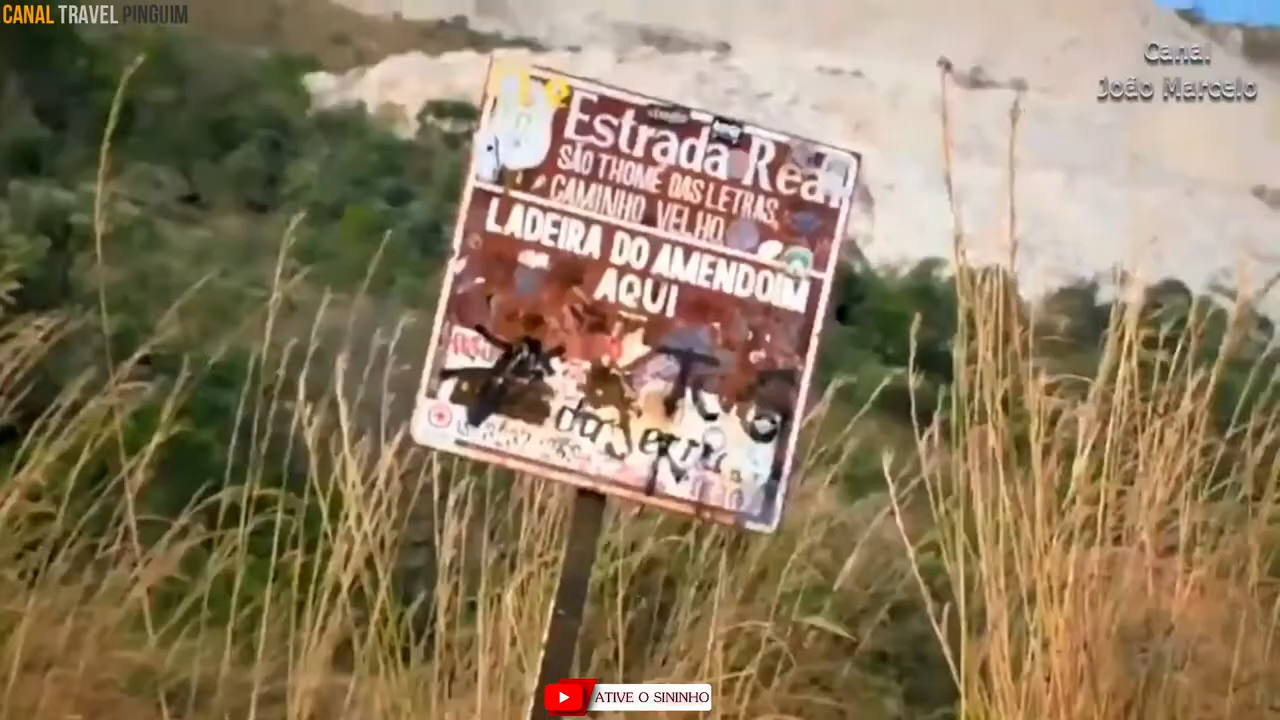 CANAL TRAVEL PINGUIM
Canal
João Marcelo
Estrada Real
SÃO THOMÉ DAS LETRAS
CAMINHO VELHO
LADEIRA DO AMENDOIM
AQUI
ATIVE O SININHO